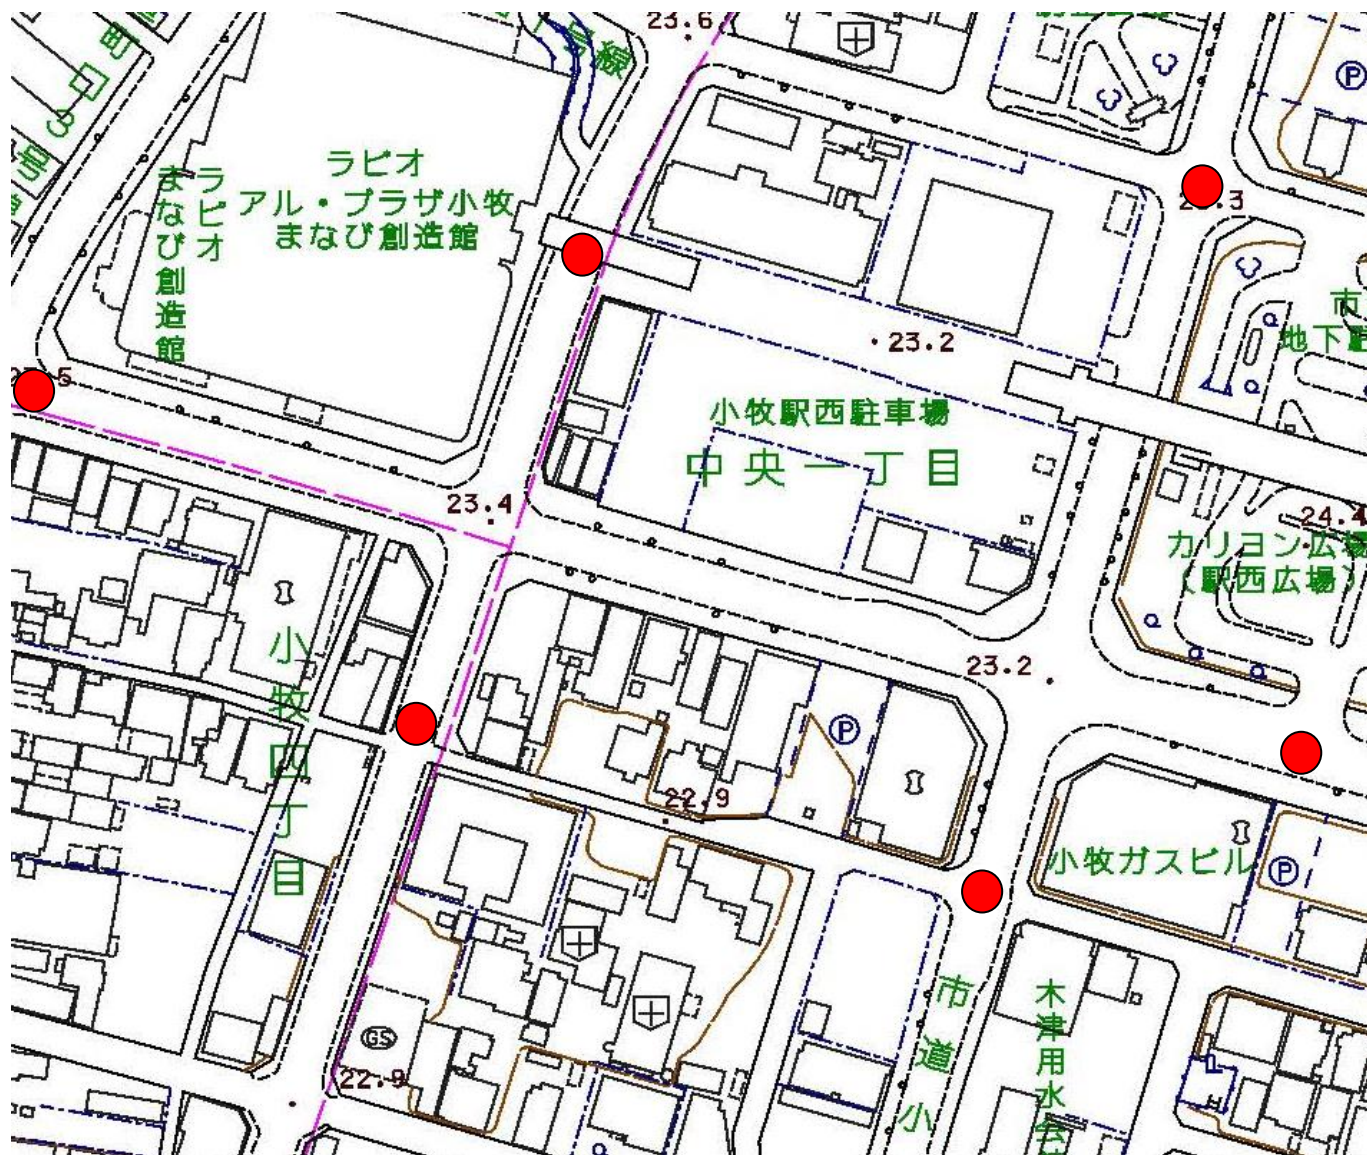 23.6
線
P
ラピオ
アル・プラザ小牧
まなび創造館
ラピオ
まなび創造館
23.2
小牧駅西駐車場
中央一丁目
23.4
24.4
カリヨン広場
(駅西広場)
小牧四丁目
23.2
P
22.9
小牧ガスビル
P
GS
22.9
市道小
木津用水会